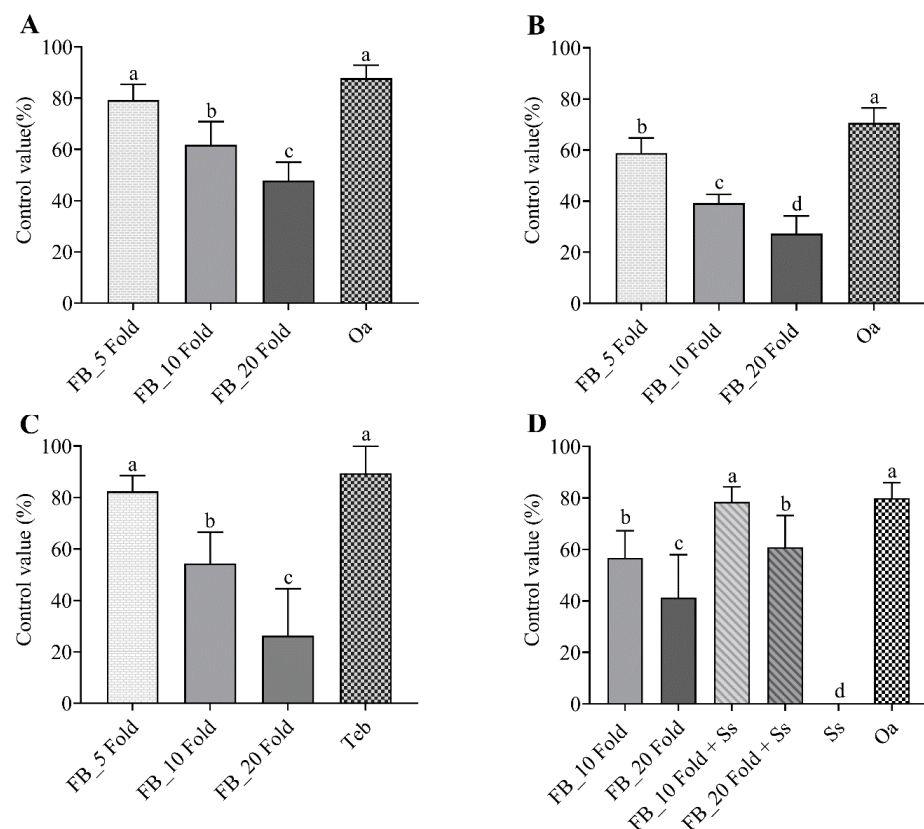 A
Control value(%)
100
80
60
40
20
0
a
b
c
a
FB_5 Fold
FB_10 Fold
FB_20 Fold
Oa
B
Control value(%)
100
80
60
40
20
0
b
c
d
a
FB_5 Fold
FB_10 Fold
FB_20 Fold
Oa
C
Control value (%)
100
80
60
40
20
0
a
b
c
a
FB_5 Fold
FB_10 Fold
FB_20 Fold
Teb
D
Control value (%)
100
80
60
40
20
0
b
c
a
b
d
a
FB_10 Fold
FB_20 Fold
FB_10 Fold + Ss
FB_20 Fold + Ss
Ss
Oa